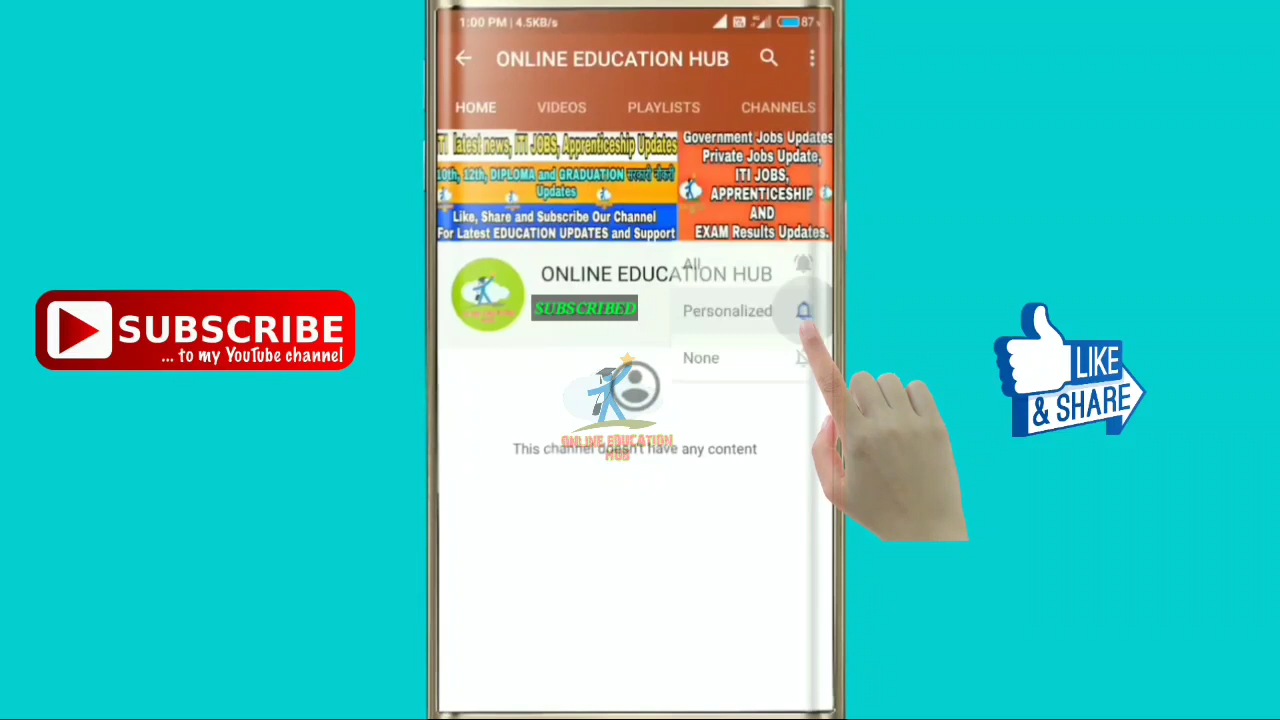 1:00 PM | 4.5KB/s
87
ONLINE EDUCATION HUB
HOME VIDEOS PLAYLISTS CHANNELS
ITI latest news, ITI JOBS, Apprenticeship Updates
10th, 12th, DIPLOMA and GRADUATION सरकारी नौकरी
Updates
Like, Share and Subscribe Our Channel
For Latest EDUCATION UPDATES and Support
Government Jobs Updates
Private Jobs Update,
ITI JOBS,
APPRENTICESHIP
AND
EXAM Results Updates.
ONLINE EDUCATION HUB
SUBSCRIBED
All
Personalized
None
ONLINE EDUCATION
HUB
This channel doesn't have any content
SUBSCRIBE
... to my YouTube channel
LIKE
& SHARE